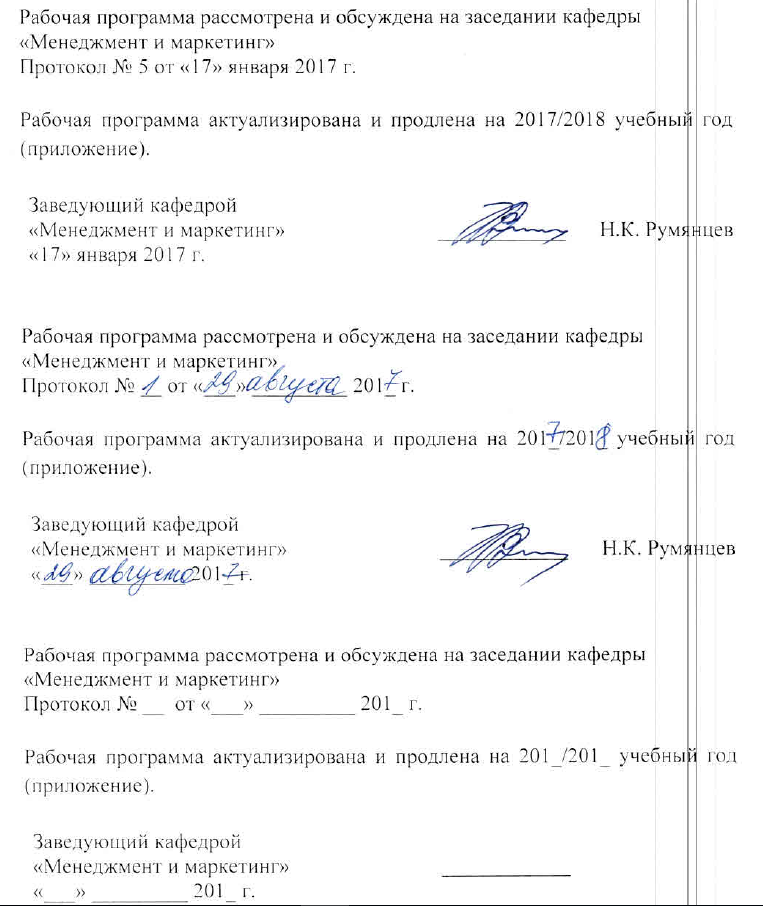 Рабочая программа рассмотрена и обсуждена на заседании кафедры
«Менеджмент и маркетинг»
Протокол № 5 от «17» января 2017 г.
Рабочая программа актуализирована и продлена на 2017/2018 учебный год
(приложение).
Заведующий кафедрой
«Менеджмент и маркетинг» ____________ Н.К. Румянцев
«17» января 2017 г.
Рабочая программа рассмотрена и обсуждена на заседании кафедры
«Менеджмент и маркетинг»
Протокол № 1 от «29» августа 2017 г.
Рабочая программа актуализирована и продлена на 2017/2018 учебный год
(приложение).
Заведующий кафедрой
«Менеджмент и маркетинг» ____________ Н.К. Румянцев
«29» августа 2017 г.
Рабочая программа рассмотрена и обсуждена на заседании кафедры
«Менеджмент и маркетинг»
Протокол № __ от «___» _________ 201_ г.
Рабочая программа актуализирована и продлена на 201_/201_ учебный год
(приложение).
Заведующий кафедрой
«Менеджмент и маркетинг» ____________
«___» _________ 201_ г.